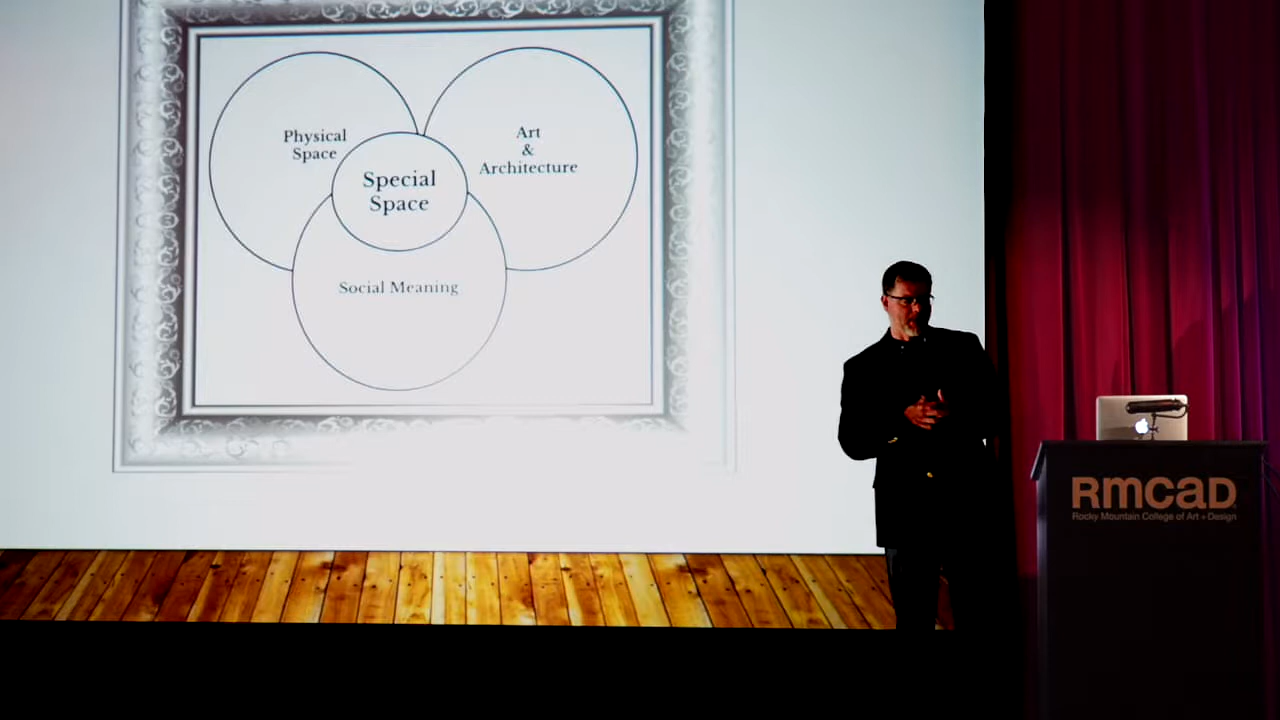 Physical
Space
Art
&
Architecture
Special
Space
Social Meaning
RMCAD
Rocky Mountain College of Art + Design